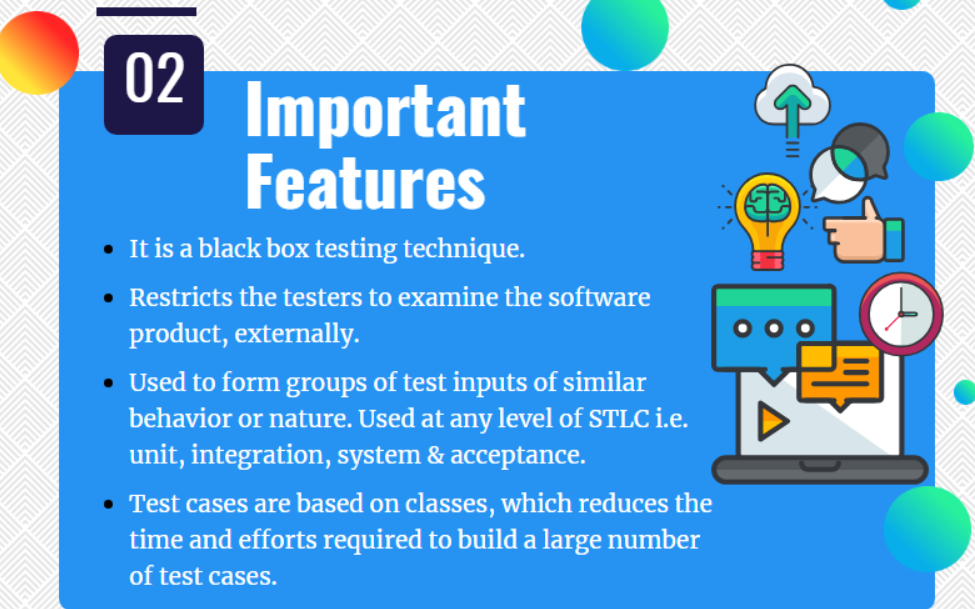 02
Important
Features
It is a black box testing technique.
Restricts the testers to examine the software
product, externally.
Used to form groups of test inputs of similar
behavior or nature. Used at any level of STLC i.e.
unit, integration, system & acceptance.
Test cases are based on classes, which reduces the
time and efforts required to build a large number
of test cases.